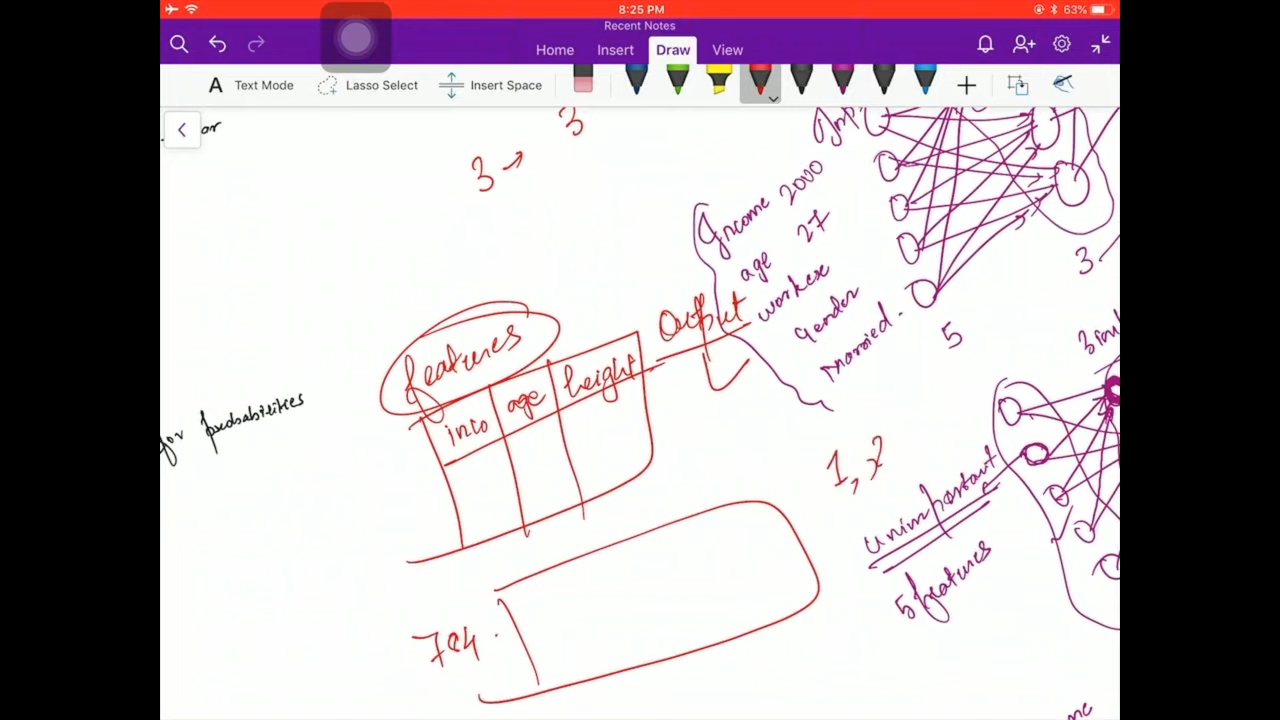 8:25 PM
63%
Recent Notes
Home Insert Draw View
A Text Mode
Lasso Select
Insert Space
or
3
3 →
Income 2000
age 27
workex
gender
Married.
5
3
features
Output
inco age height
for probabilities
1, 2
unimportant
5 features
784.
me